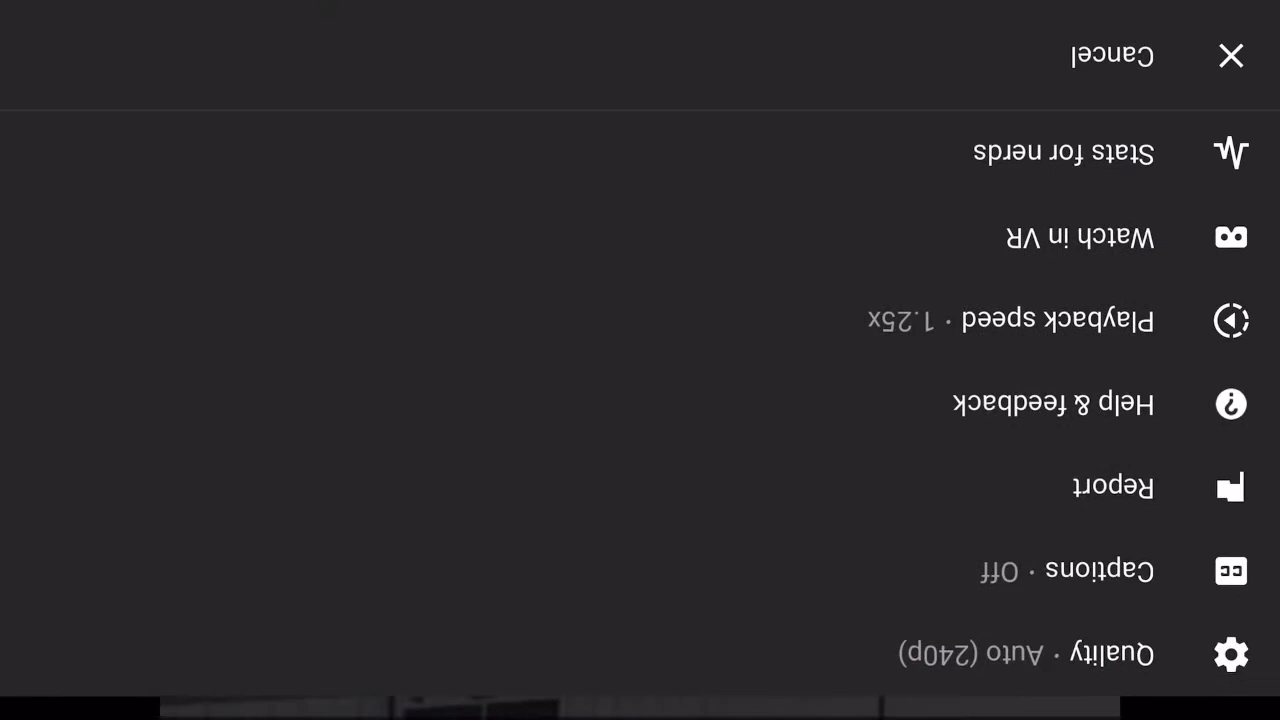 Quality · Auto (240p)
Captions · Off
Report
Help & feedback
Playback speed · 1.25x
Watch in VR
Stats for nerds
Cancel